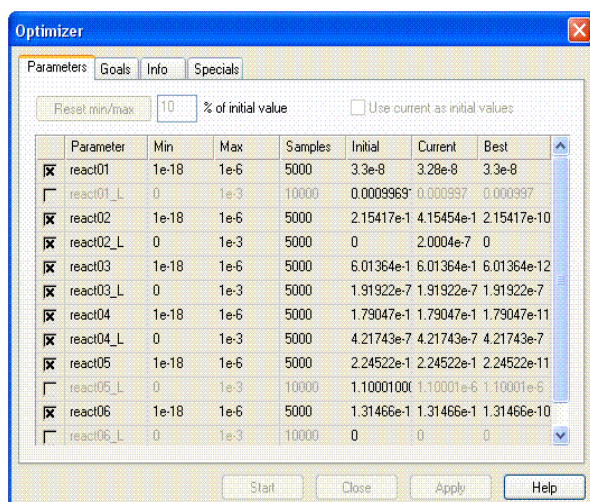 Optimizer
Parameters Goals Info Specials
Reset min/max 10 % of initial value Use current as initial values
Parameter Min Max Samples Initial Current Best
react01 1e-18 1e-6 5000 3.3e-8 3.28e-8 3.3e-8
react01_L 0 1e-3 10000 0.0009969 0.000997 0.000997
react02 1e-18 1e-6 5000 2.15417e-1 4.15454e-1 2.15417e-10
react02_L 0 1e-3 5000 0 2.0004e-7 0
react03 1e-18 1e-6 5000 6.01364e-1 6.01364e-1 6.01364e-12
react03_L 0 1e-3 5000 1.91922e-7 1.91922e-7 1.91922e-7
react04 1e-18 1e-6 5000 1.79047e-1 1.79047e-1 1.79047e-11
react04_L 0 1e-3 5000 4.21743e-7 4.21743e-7 4.21743e-7
react05 1e-18 1e-6 5000 2.24522e-1 2.24522e-1 2.24522e-11
react05_L 0 1e-3 10000 1.1000100 1.10001e-6 1.10001e-6
react06 1e-18 1e-6 5000 1.31466e-1 1.31466e-1 1.31466e-10
react06_L 0 1e-3 10000 0 0 0
Start Close Apply Help